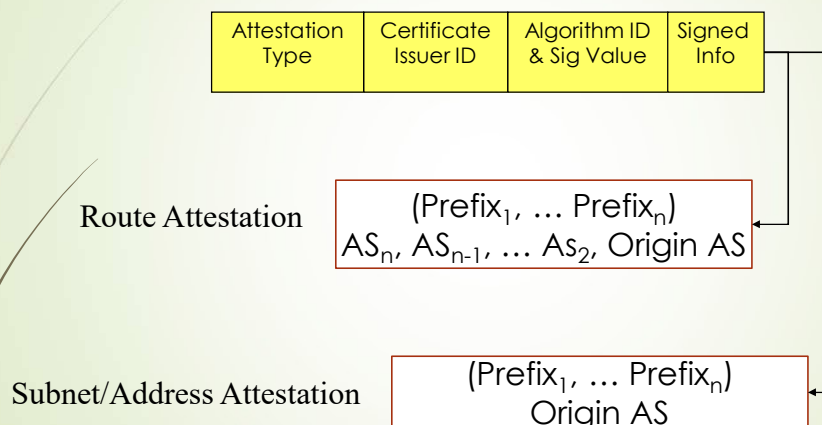 Attestation Type
Certificate Issuer ID
Algorithm ID & Sig Value
Signed Info
Route Attestation
(Prefix₁, … Prefixₙ)
ASₙ, ASₙ₋₁, … As₂, Origin AS
Subnet/Address Attestation
(Prefix₁, … Prefixₙ)
Origin AS